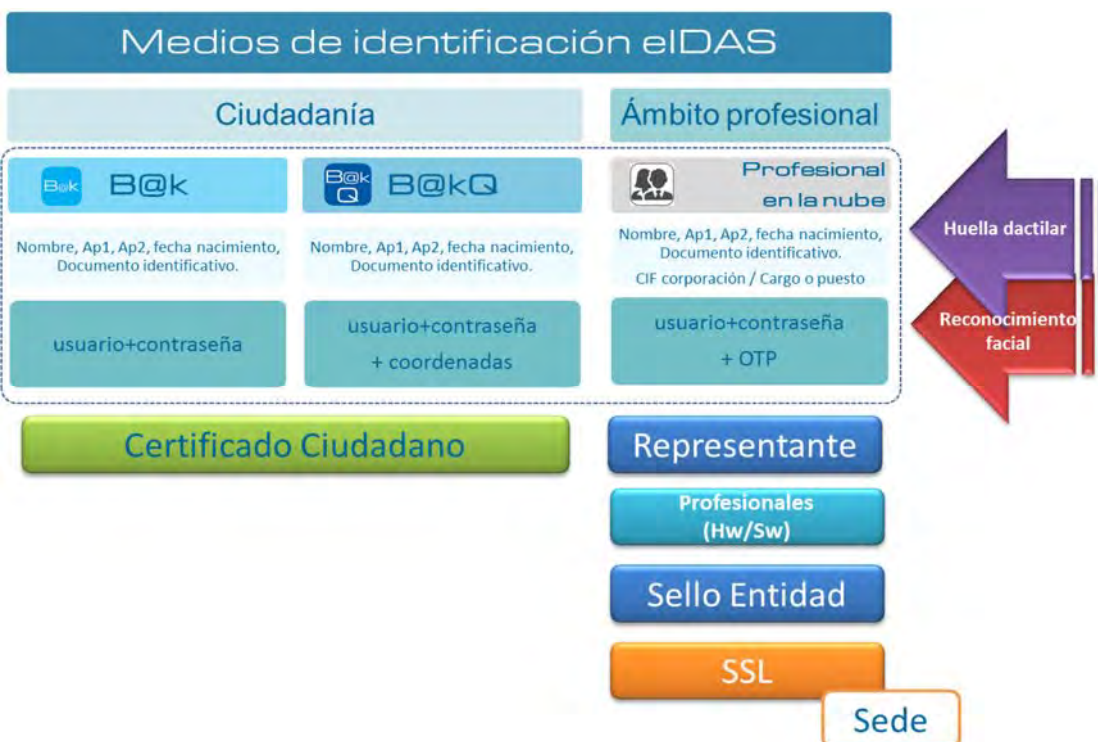 Medios de identificación eIDAS
Ciudadanía
Ámbito profesional
B@k
B@k
B@k
Q
B@kQ
Profesional
en la nube
Nombre, Ap1, Ap2, fecha nacimiento,
Documento identificativo.
Nombre, Ap1, Ap2, fecha nacimiento,
Documento identificativo.
Nombre, Ap1, Ap2, fecha nacimiento,
Documento identificativo.
CIF corporación / Cargo o puesto
usuario+contraseña
usuario+contraseña
+ coordenadas
usuario+contraseña
+ OTP
Huella dactilar
Reconocimiento
facial
Certificado Ciudadano
Representante
Profesionales
(Hw/Sw)
Sello Entidad
SSL
Sede